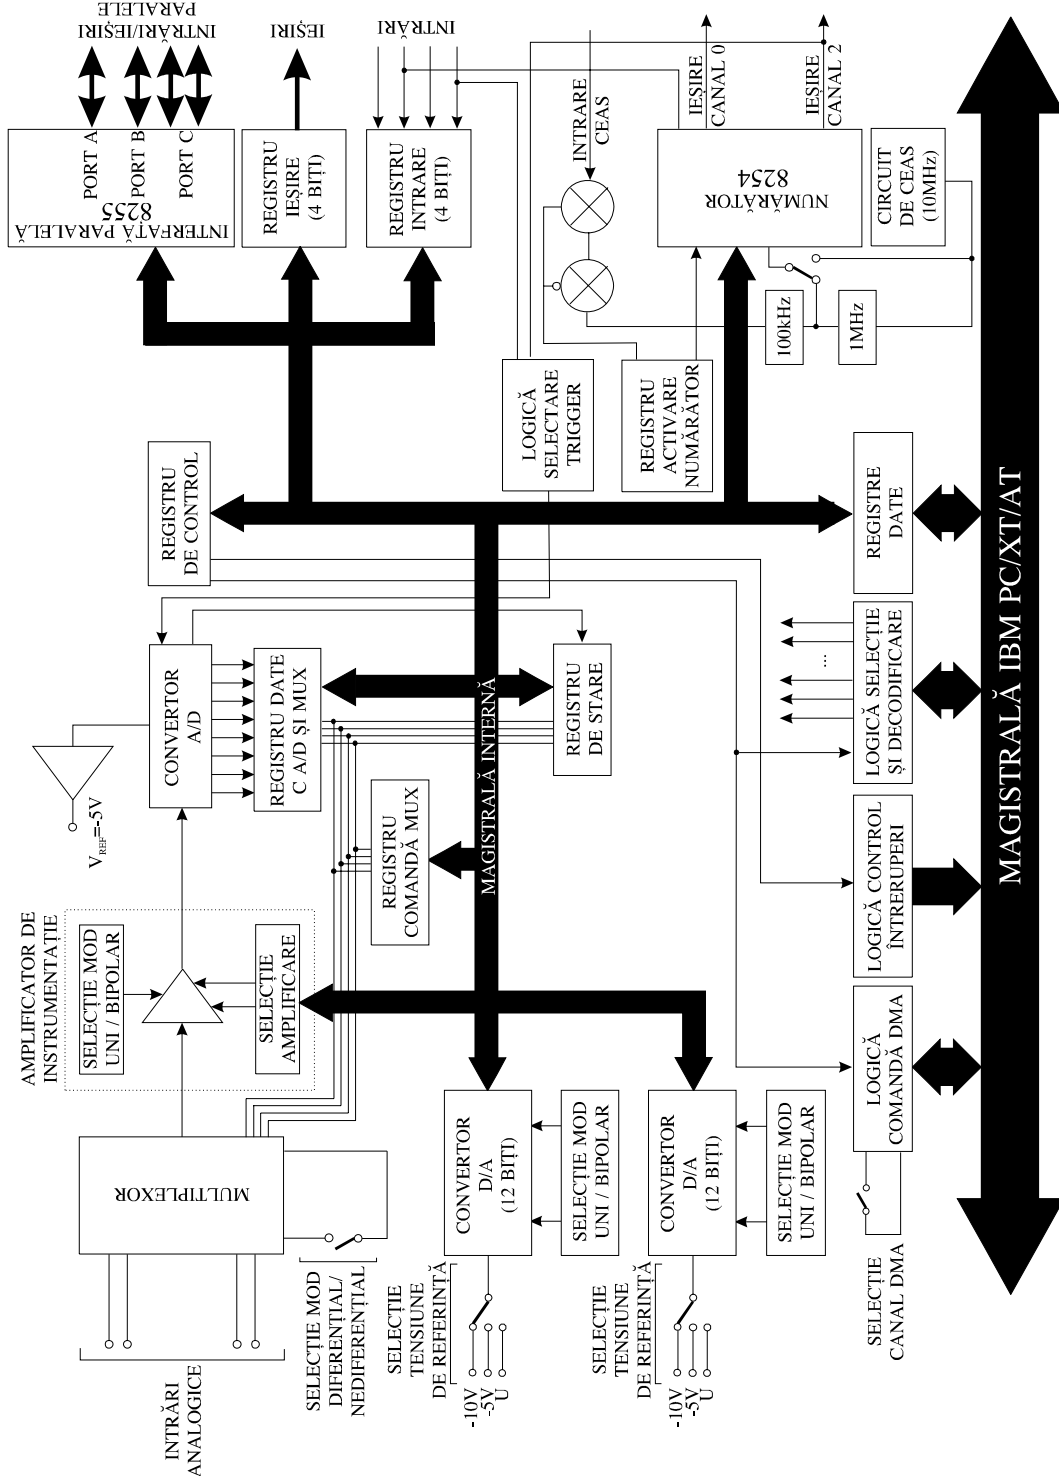 INTRĂRI/IEȘIRI
PARALELE
IEȘIRI
INTRĂRI
INTRARE
CEAS
IEȘIRE
CANAL 0
IEȘIRE
CANAL 2
PORT A
PORT B
PORT C
INTERFAȚĂ PARALELĂ
8255
REGISTRU
IEȘIRE
(4 BIȚI)
REGISTRU
INTRARE
(4 BIȚI)
NUMĂRĂTOR
8254
CIRCUIT
DE CEAS
(10MHz)
100kHz
1MHz
LOGICĂ
SELECTARE
TRIGGER
REGISTRU
ACTIVARE
NUMĂRĂTOR
REGISTRU
DE CONTROL
REGISTRE
DATE
MAGISTRALĂ IBM PC/XT/AT
CONVERTOR
A/D
REGISTRU DATE
C A/D ȘI MUX
REGISTRU
DE STARE
LOGICĂ SELECȚIE
ȘI DECODIFICARE
...
V REF=-5V
MAGISTRALĂ INTERNĂ
REGISTRU
COMANDĂ MUX
LOGICĂ CONTROL
ÎNTRERUPERI
AMPLIFICATOR DE
INSTRUMENTAȚIE
SELECȚIE MOD
UNI / BIPOLAR
SELECȚIE
AMPLIFICARE
LOGICĂ
COMANDĂ DMA
MULTIPLEXOR
CONVERTOR
D/A
(12 BIȚI)
SELECȚIE MOD
UNI / BIPOLAR
CONVERTOR
D/A
(12 BIȚI)
SELECȚIE MOD
UNI / BIPOLAR
INTRĂRI
ANALOGICE
SELECȚIE MOD
DIFERENȚIAL/
NEDIFERENȚIAL
SELECȚIE
TENSIUNE
DE REFERINȚĂ
-10V
-5V
U
SELECȚIE
TENSIUNE
DE REFERINȚĂ
-10V
-5V
U
SELECȚIE
CANAL DMA